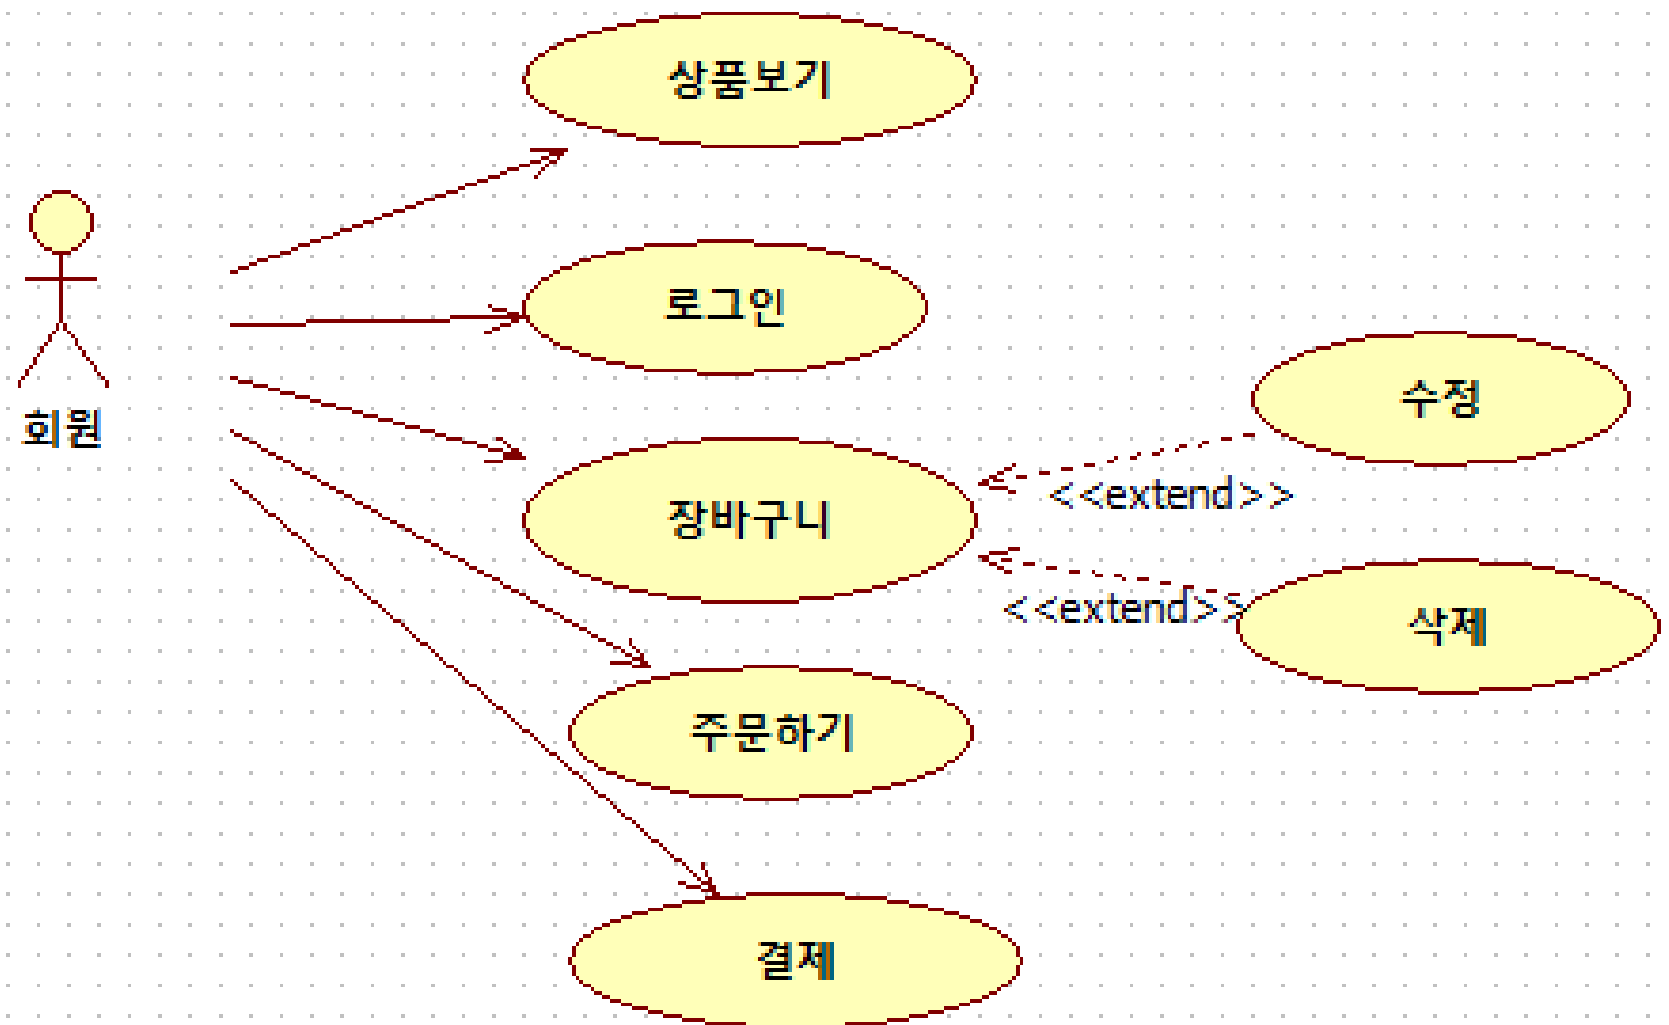 상품보기
로그인
회원
수정
<<extend>>
장바구니
<<extend>>
삭제
주문하기
결제